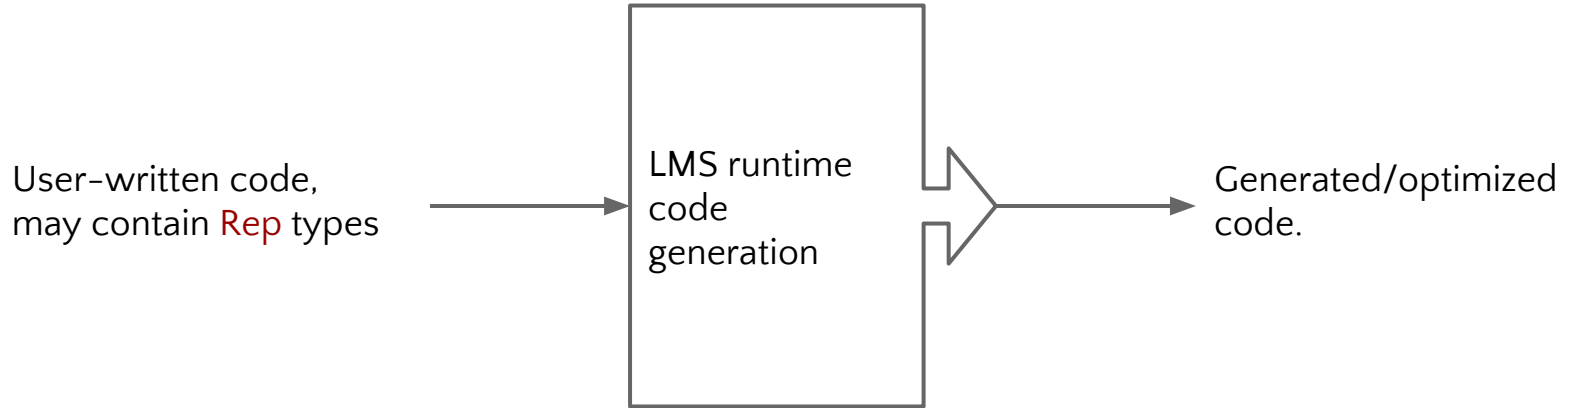 User-written code,
may contain Rep types
LMS runtime
code
generation
Generated/optimized
code.